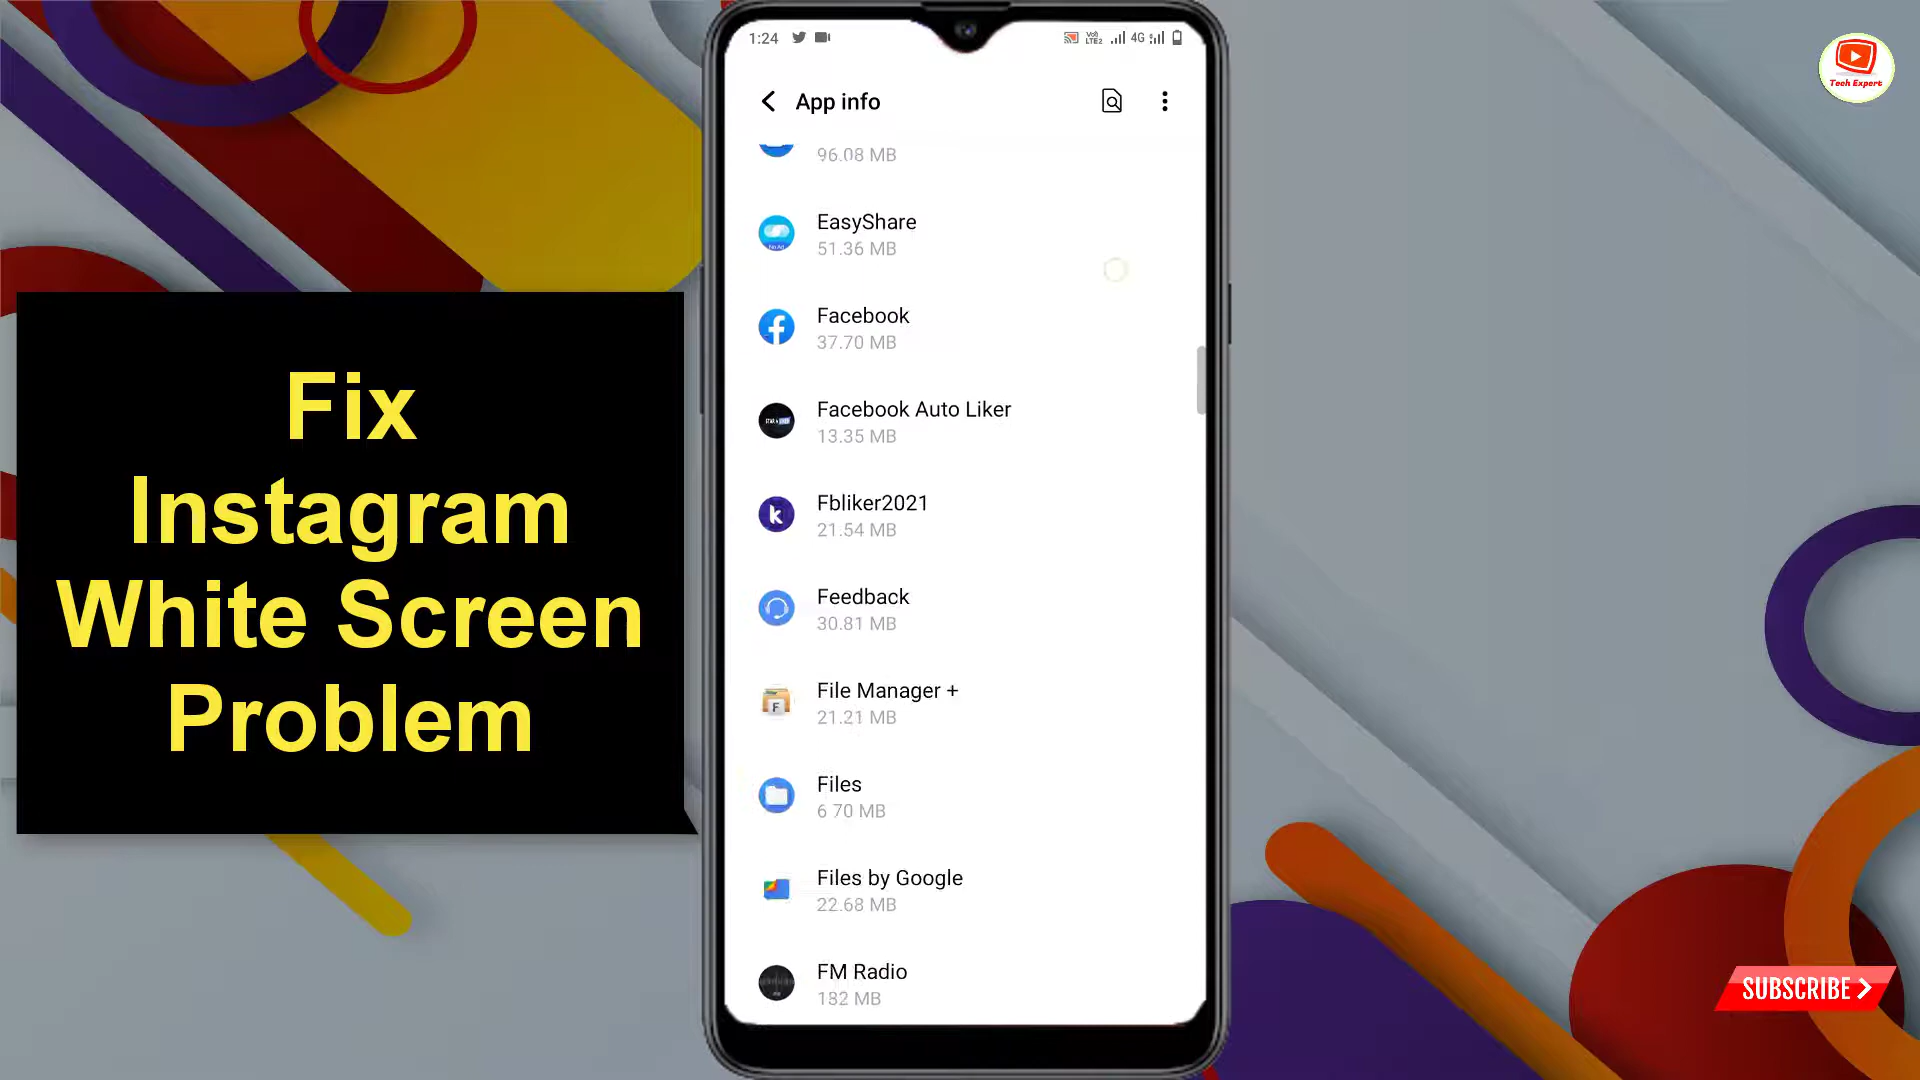 Fix
Instagram
White Screen
Problem
1:24
4G
App info
96.08 MB
EasyShare
51.36 MB
Facebook
37.70 MB
Facebook Auto Liker
13.35 MB
Fbliker2021
21.54 MB
Feedback
30.81 MB
File Manager +
21.21 MB
Files
6 70 MB
Files by Google
22.68 MB
FM Radio
132 MB
Tech Expert
SUBSCRIBE